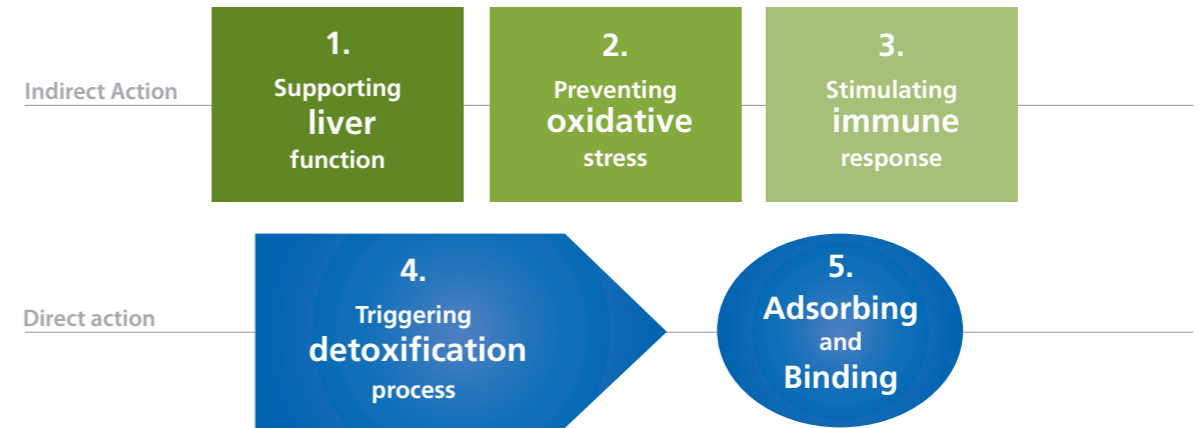 Indirect Action
1.
Supporting
liver
function
2.
Preventing
oxidative
stress
3.
Stimulating
immune
response
Direct action
4.
Triggering
detoxification
process
5.
Adsorbing
and
Binding